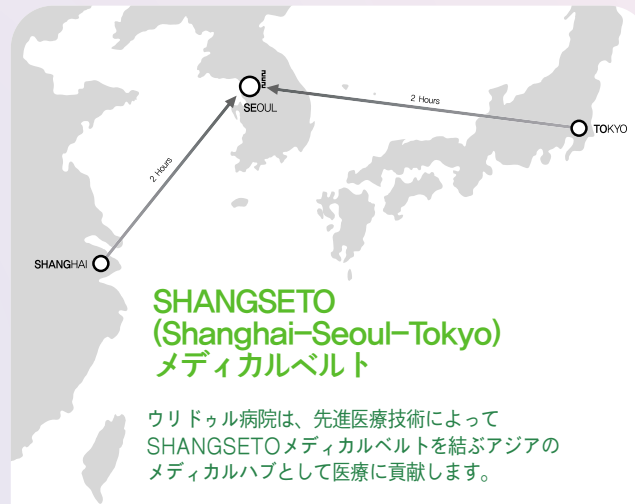 SEOUL
2 Hours
TOKYO
2 Hours
SHANGHAI
SHANGSETO
(Shanghai-Seoul-Tokyo)
メディカルベルト
ウリドゥル病院は、先進医療技術によって
SHANGSETOメディカルベルトを結ぶアジアの
メディカルハブとして医療に貢献します。